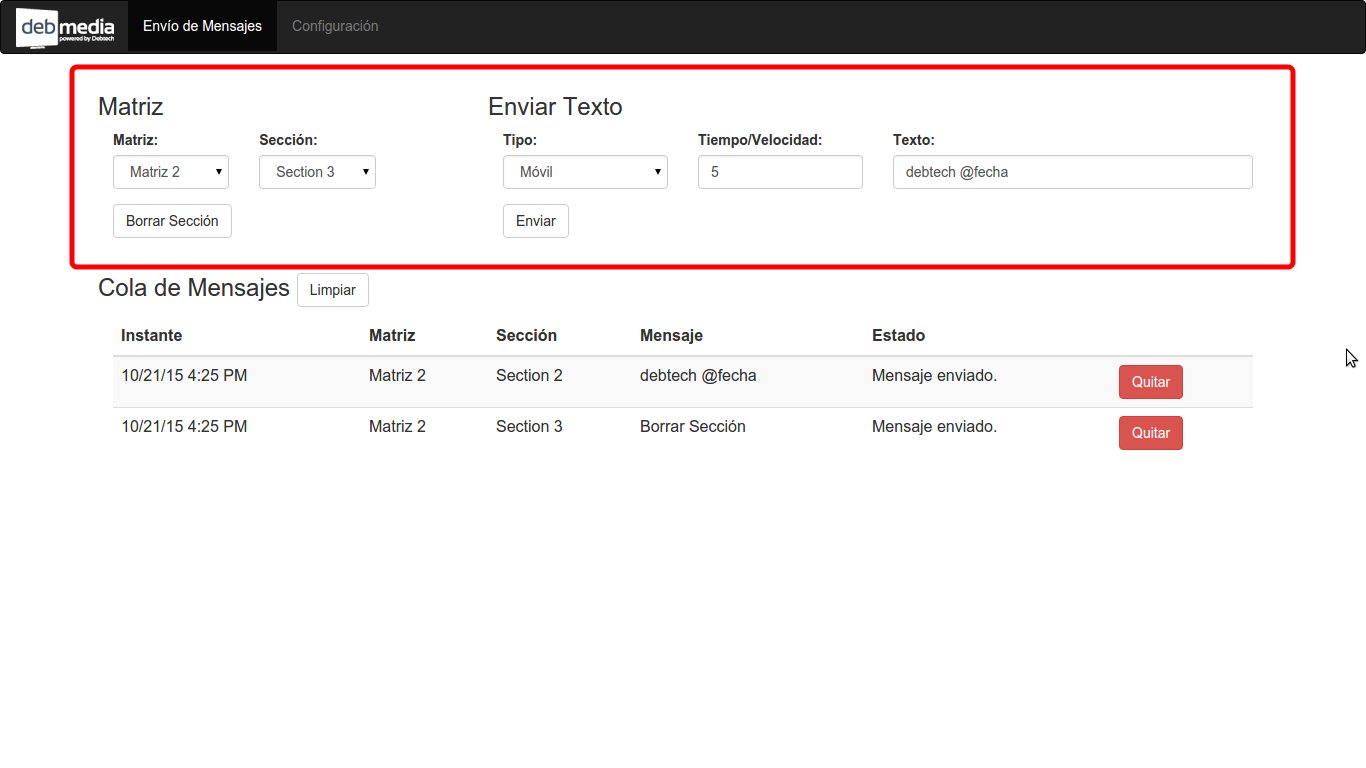 debmedia
powered by Debtech
Envío de Mensajes
Configuración
Matriz
Enviar Texto
Matriz:
Sección:
Tipo:
Tiempo/Velocidad:
Texto:
Matriz 2
Section 3
Móvil
5
debtech @fecha
Borrar Sección
Enviar
Cola de Mensajes
Limpiar
Instante Matriz Sección Mensaje Estado
10/21/15 4:25 PM Matriz 2 Section 2 debtech @fecha Mensaje enviado. Quitar
10/21/15 4:25 PM Matriz 2 Section 3 Borrar Sección Mensaje enviado. Quitar